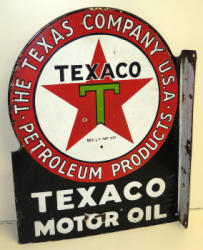 · THE TEXAS COMPANY U.S.A ·
PETROLEUM PRODUCTS
TEXACO
T
TEXACO
MOTOR OIL